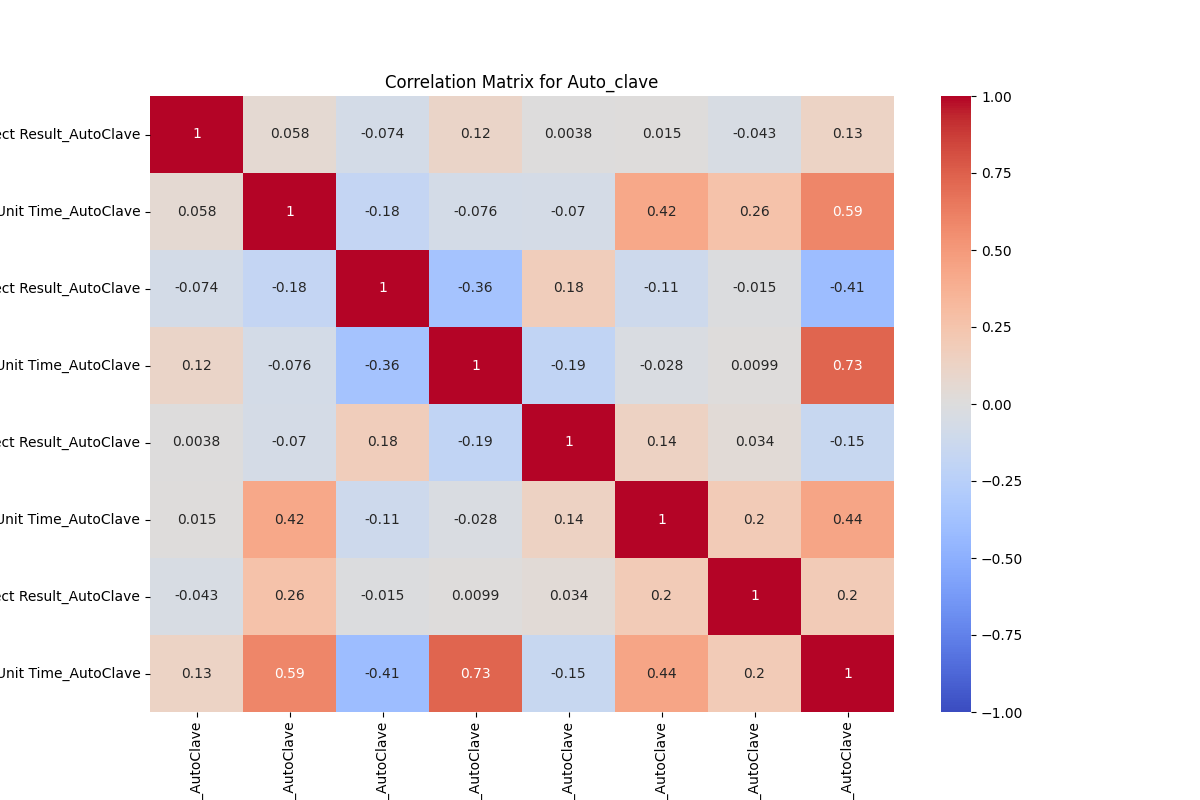 Correlation Matrix for Auto_clave
ct Result_AutoClave 1 0.058 -0.074 0.12 0.0038 0.015 -0.043 0.13
Unit Time_AutoClave 0.058 1 -0.18 -0.076 -0.07 0.42 0.26 0.59
ct Result_AutoClave -0.074 -0.18 1 -0.36 0.18 -0.11 -0.015 -0.41
Unit Time_AutoClave 0.12 -0.076 -0.36 1 -0.19 -0.028 0.0099 0.73
ct Result_AutoClave 0.0038 -0.07 0.18 -0.19 1 0.14 0.034 -0.15
Unit Time_AutoClave 0.015 0.42 -0.11 -0.028 0.14 1 0.2 0.44
ct Result_AutoClave -0.043 0.26 -0.015 0.0099 0.034 0.2 1 0.2
Unit Time_AutoClave 0.13 0.59 -0.41 0.73 -0.15 0.44 0.2 1
_AutoClave _AutoClave _AutoClave _AutoClave _AutoClave _AutoClave _AutoClave _AutoClave
1.00
0.75
0.50
0.25
0.00
−0.25
−0.50
−0.75
−1.00